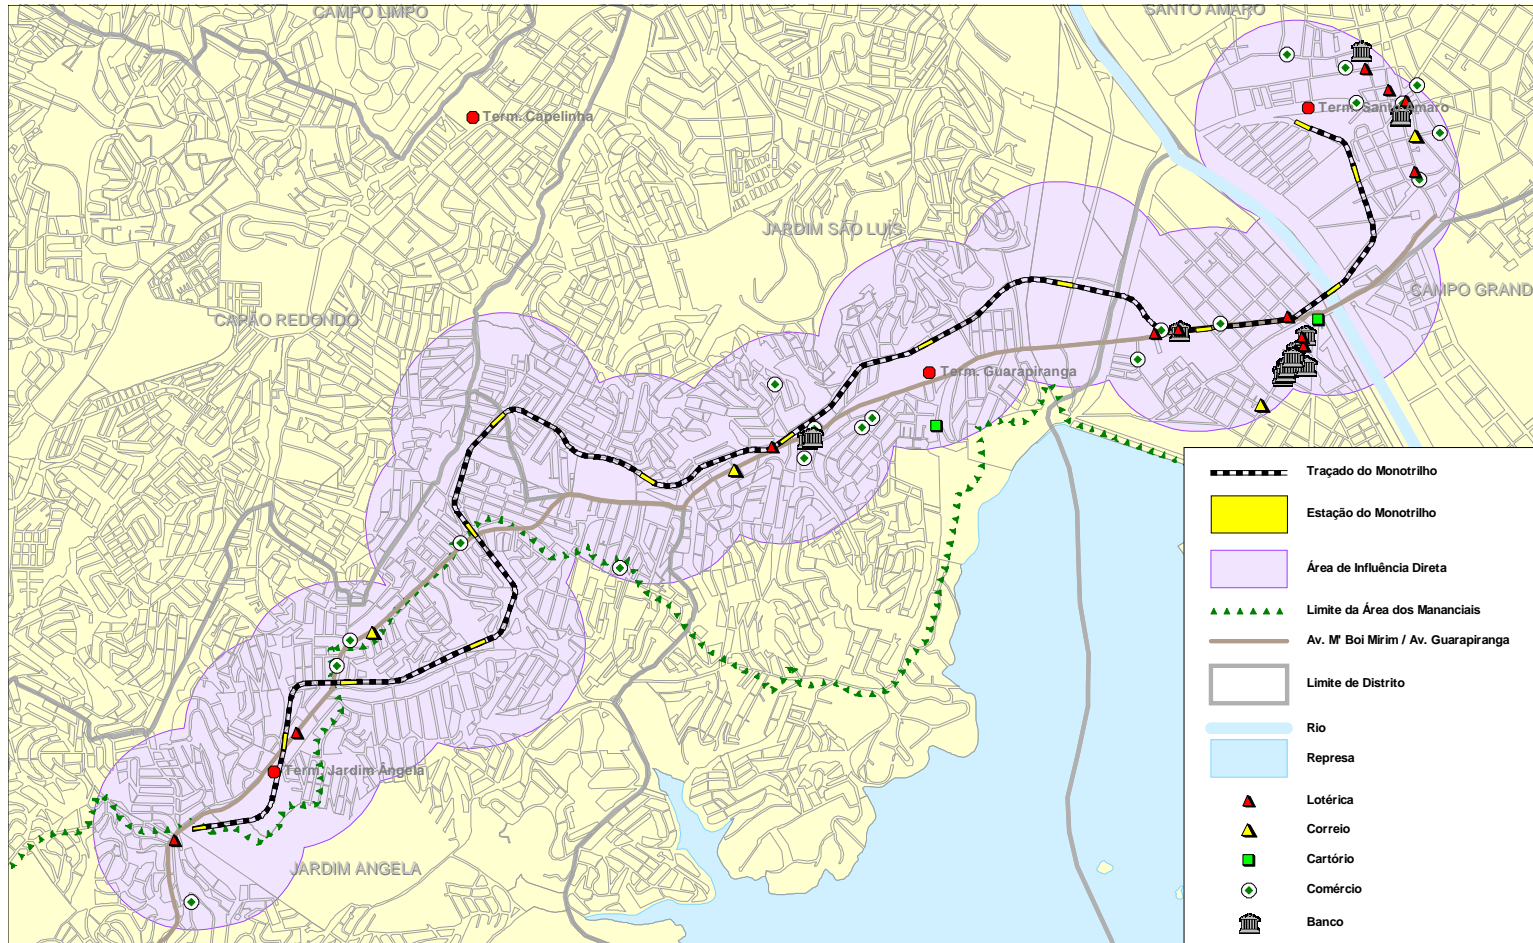 CAMPO LIMPO
SANTO AMARO
Term. Capelinha
Term. Santo Amaro
JARDIM SÃO LUIS
CAMPO GRAND
CAPÃO REDONDO
Term. Guarapiranga
Term. Jardim Ângela
JARDIM ANGELA
Traçado do Monotrilho
Estação do Monotrilho
Área de Influência Direta
Limite da Área dos Mananciais
Av. M' Boi Mirim / Av. Guarapiranga
Limite de Distrito
Rio
Represa
Lotérica
Correio
Cartório
Comércio
Banco